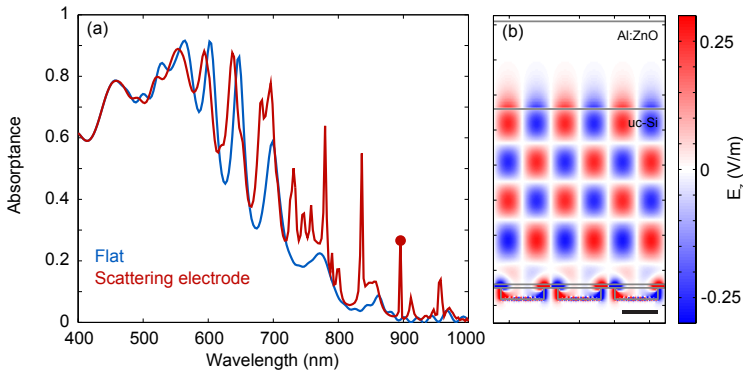 (a)
Absorptance
1
0.8
0.6
0.4
0.2
0
Flat
Scattering electrode
400 500 600 700 800 900 1000
Wavelength (nm)
(b)
Al:ZnO
uc-Si
0.25
0
-0.25
E_z (V/m)